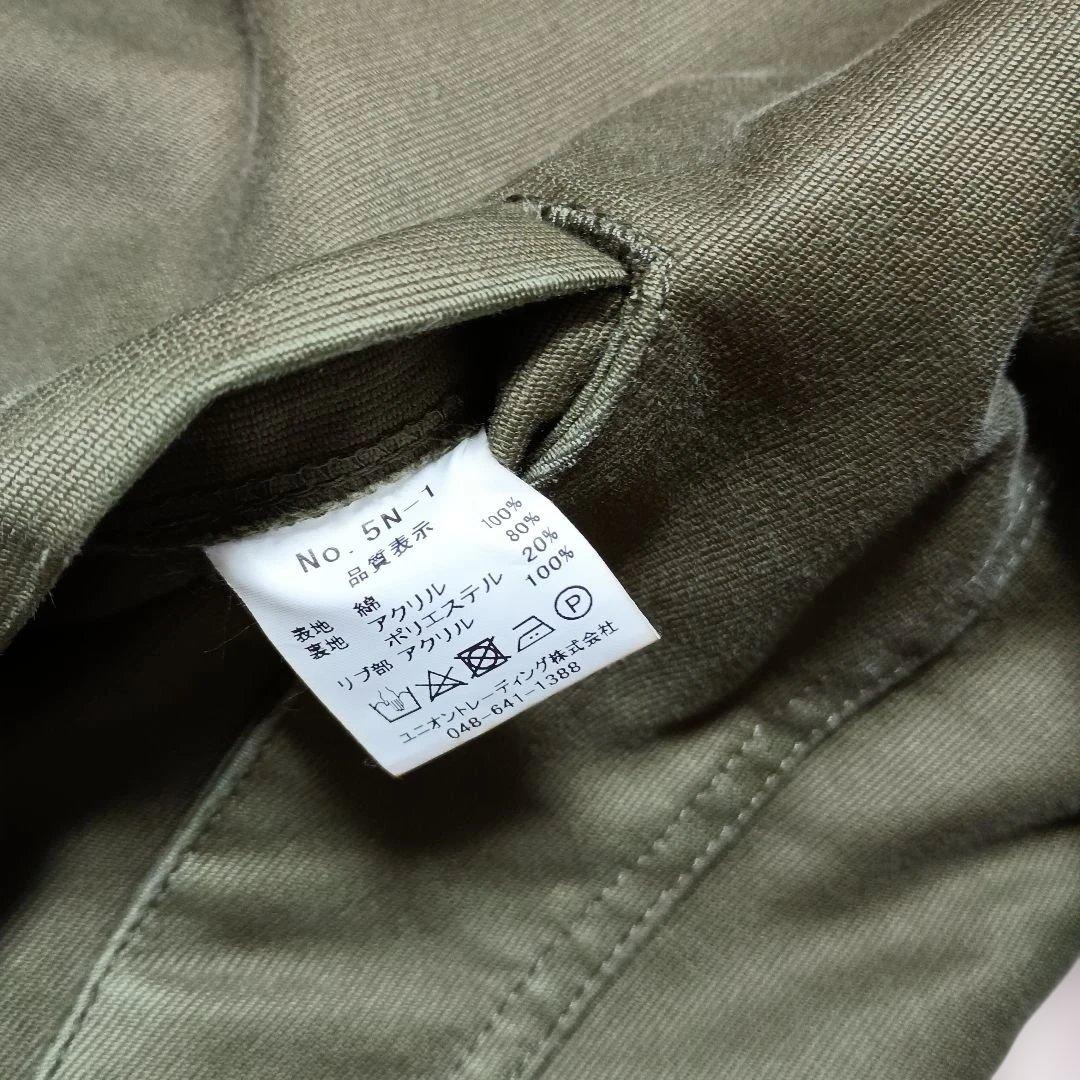 No. 5N-1
品質表示
表地 綿 100%
裏地 アクリル 80%
ポリエステル 20%
リブ部 アクリル 100%
P
ユニオントレーディング株式会社
048-641-1388